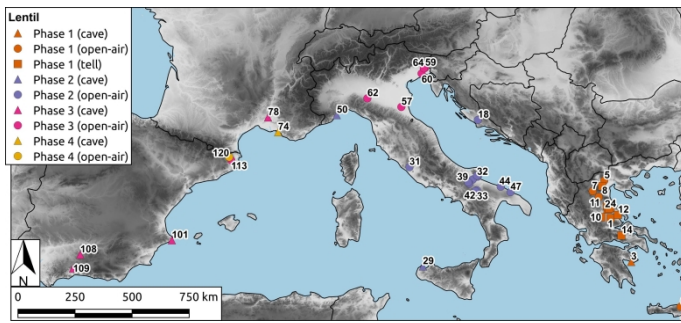 Lentil
Phase 1 (cave)
Phase 1 (open-air)
Phase 1 (tell)
Phase 2 (cave)
Phase 2 (open-air)
Phase 3 (cave)
Phase 3 (open-air)
Phase 4 (cave)
Phase 4 (open-air)
64 59
60
62
57
18
78
74
50
120
113
31
39 32
42 33
44
47
5
7 8
11 24
10 12
1
14
3
29
101
108
109
N
0 250 500 750 km